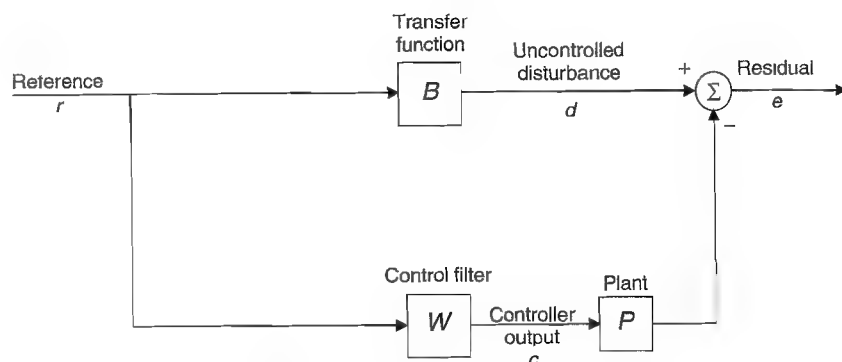 Transfer
function
Reference
r
B
Uncontrolled
disturbance
d
+
Σ
Residual
e
−
Control filter
W
Controller
output
c
Plant
P